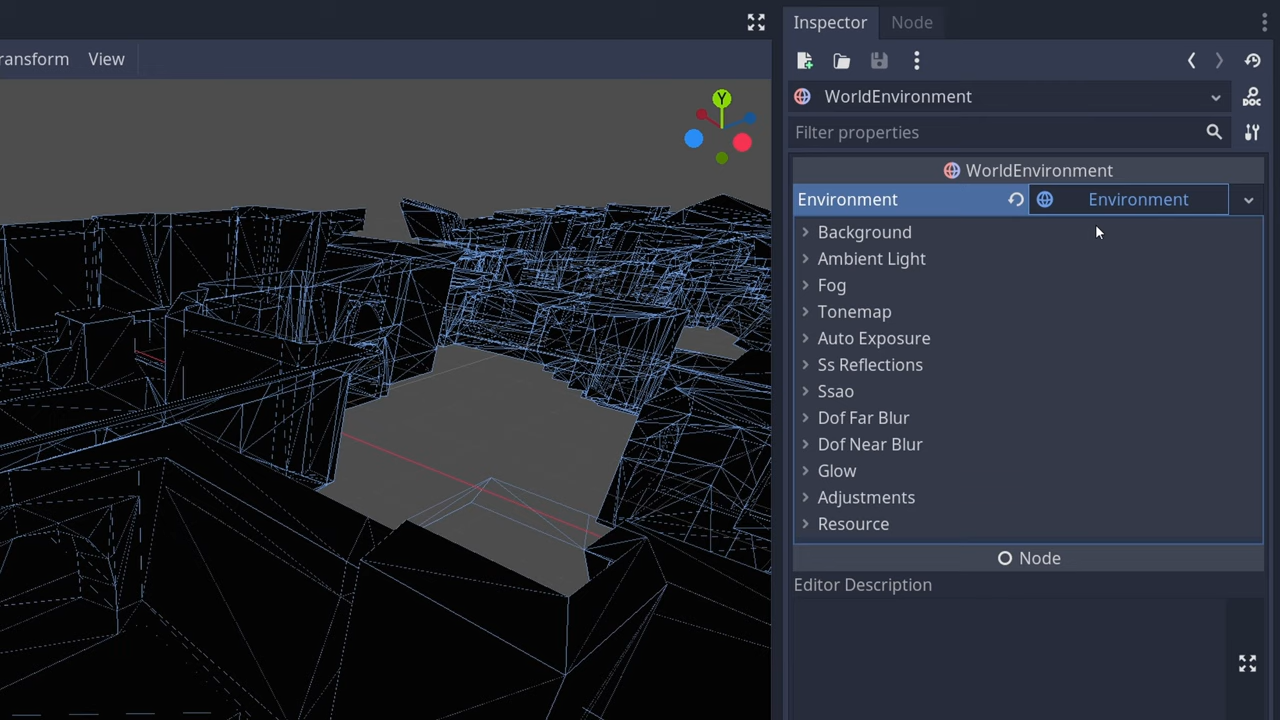 Inspector Node
ransform View
Y
WorldEnvironment
DOC
Filter properties
WorldEnvironment
Environment Environment
Background
Ambient Light
Fog
Tonemap
Auto Exposure
Ss Reflections
Ssao
Dof Far Blur
Dof Near Blur
Glow
Adjustments
Resource
Node
Editor Description